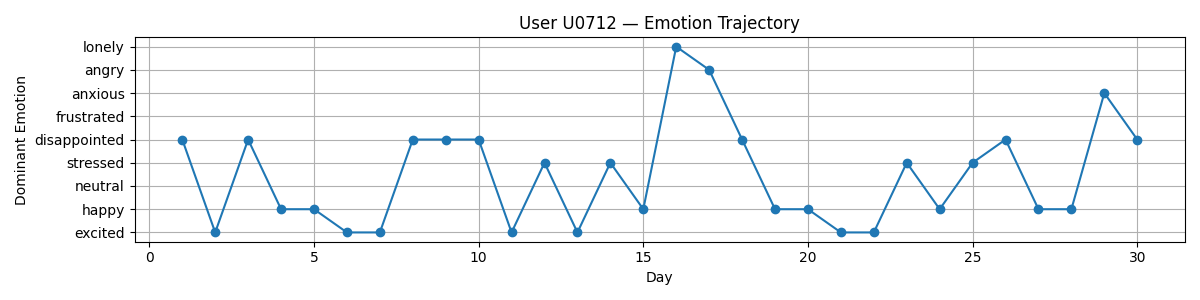 User U0712 — Emotion Trajectory
Dominant Emotion
lonely
angry
anxious
frustrated
disappointed
stressed
neutral
happy
excited
0 5 10 15 20 25 30
Day